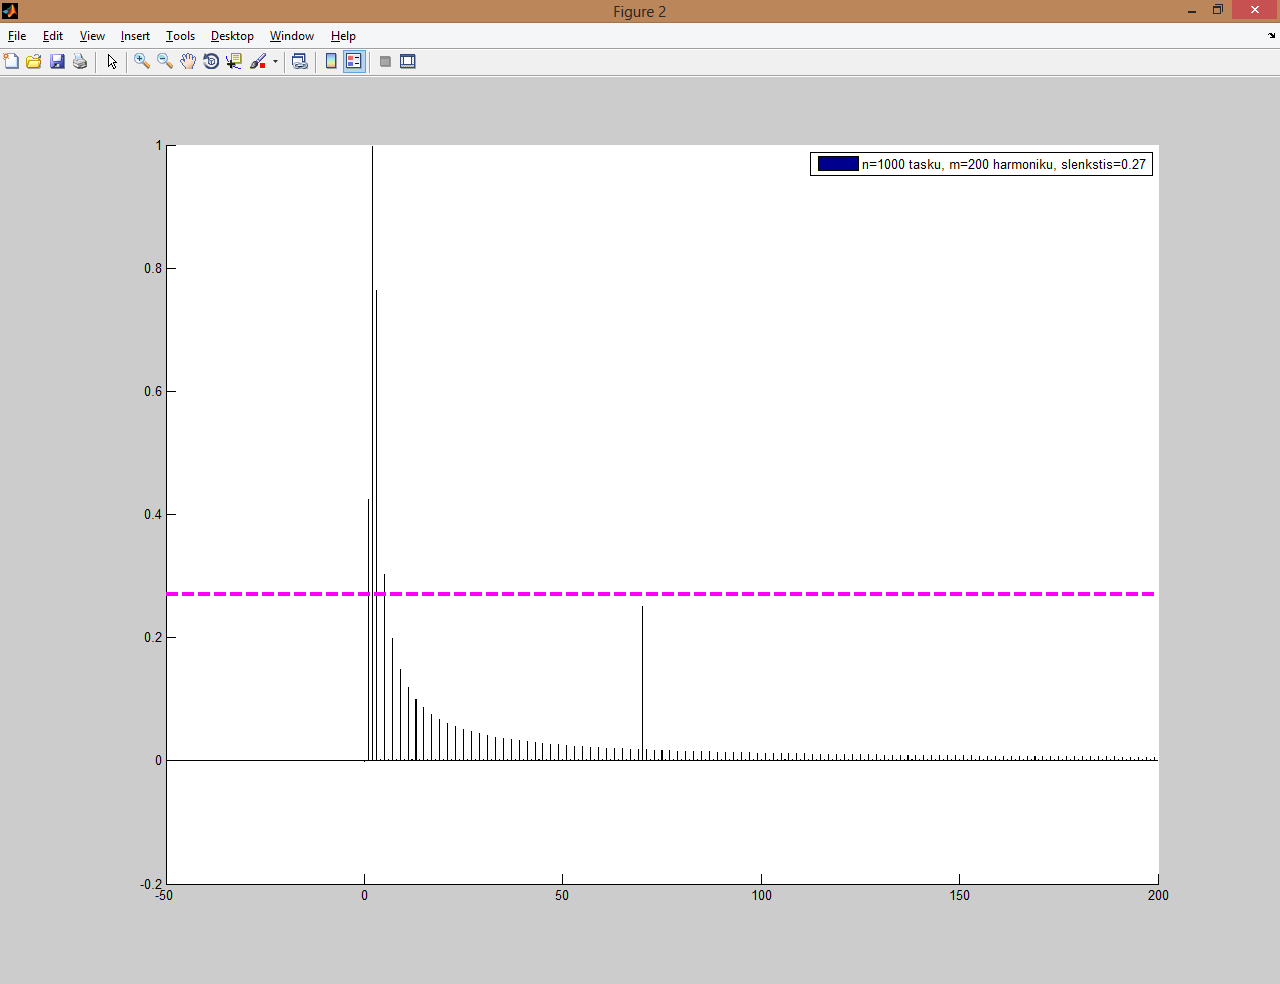 Figure 2
File Edit View Insert Tools Desktop Window Help
n=1000 tasku, m=200 harmoniku, slenkstis=0.27
1
0.8
0.6
0.4
0.2
0
-0.2
-50 0 50 100 150 200